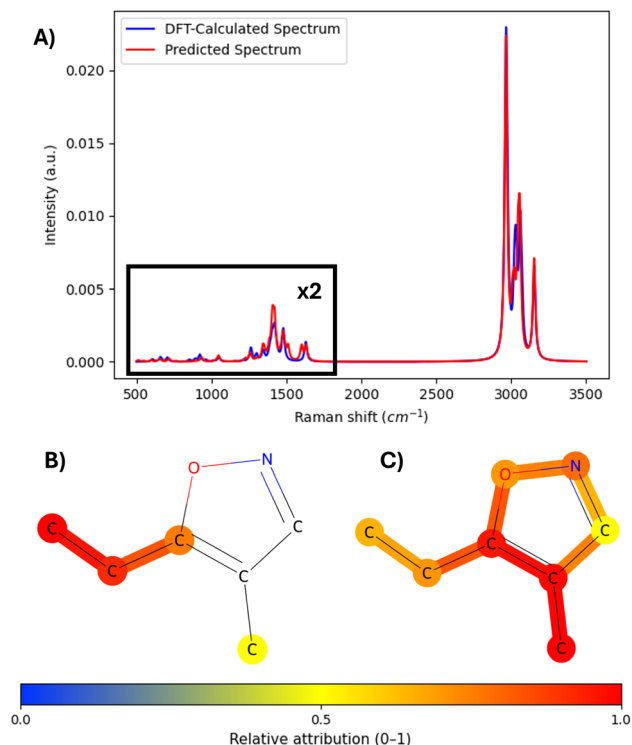 A)
DFT-Calculated Spectrum
Predicted Spectrum
Intensity (a.u.)
0.020
0.015
0.010
0.005
0.000
x2
500 1000 1500 2000 2500 3000 3500
Raman shift (cm⁻¹)
B)
O N
C C C
C C
C
C)
O N
C C C
C C
C
0.0 0.5 1.0
Relative attribution (0–1)